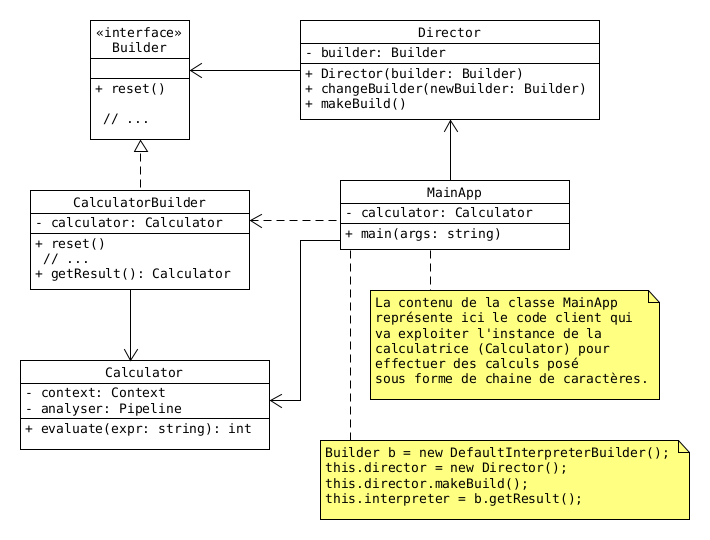 «interface»
Builder
+ reset()
// ...
Director
- builder: Builder
+ Director(builder: Builder)
+ changeBuilder(newBuilder: Builder)
+ makeBuild()
CalculatorBuilder
- calculator: Calculator
+ reset()
// ...
+ getResult(): Calculator
MainApp
- calculator: Calculator
+ main(args: string)
La contenu de la classe MainApp
représente ici le code client qui
va exploiter l'instance de la
calculatrice (Calculator) pour
effectuer des calculs posé
sous forme de chaine de caractères.
Calculator
- context: Context
- analyser: Pipeline
+ evaluate(expr: string): int
Builder b = new DefaultInterpreterBuilder();
this.director = new Director();
this.director.makeBuild();
this.interpreter = b.getResult();